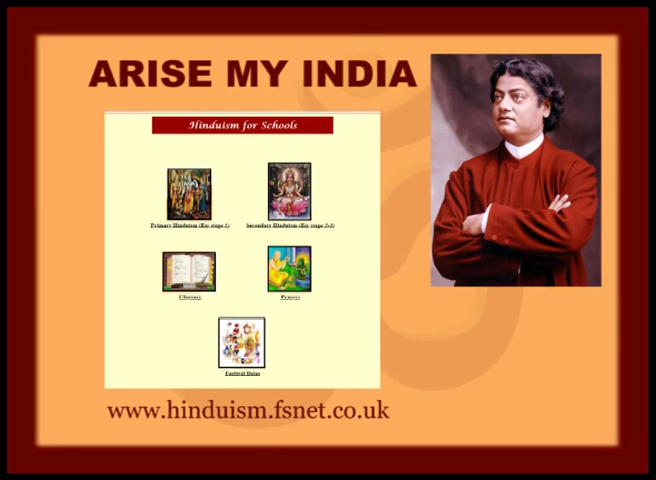 ARISE MY INDIA
Hinduism for Schools
Primary Hinduism (Key stage 1)
Secondary Hinduism (Key stage 2-3)
Glossary
Prayers
Festival Dates
www.hinduism.fsnet.co.uk